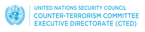 UNITED NATIONS SECURITY COUNCIL
COUNTER-TERRORISM COMMITTEE
EXECUTIVE DIRECTORATE (CTED)